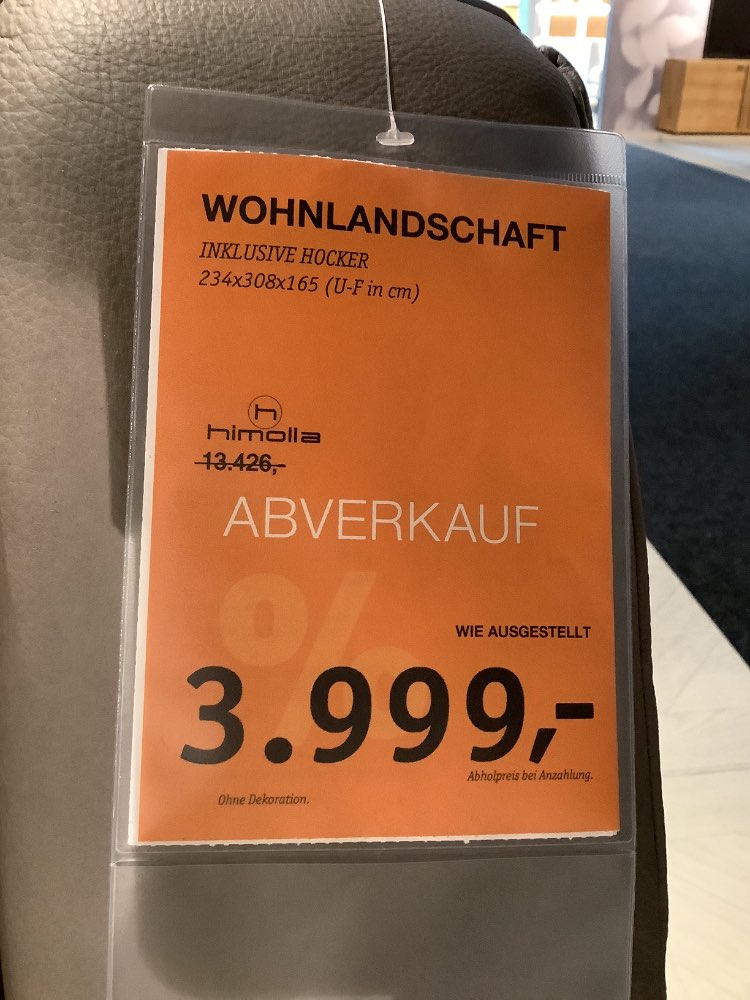 WOHNLANDSCHAFT
INKLUSIVE HOCKER
234x308x165 (U-F in cm)
h
himolla
13.426,-
ABVERKAUF
%
WIE AUSGESTELLT
3.999,-
Abholpreis bei Anzahlung.
Ohne Dekoration.